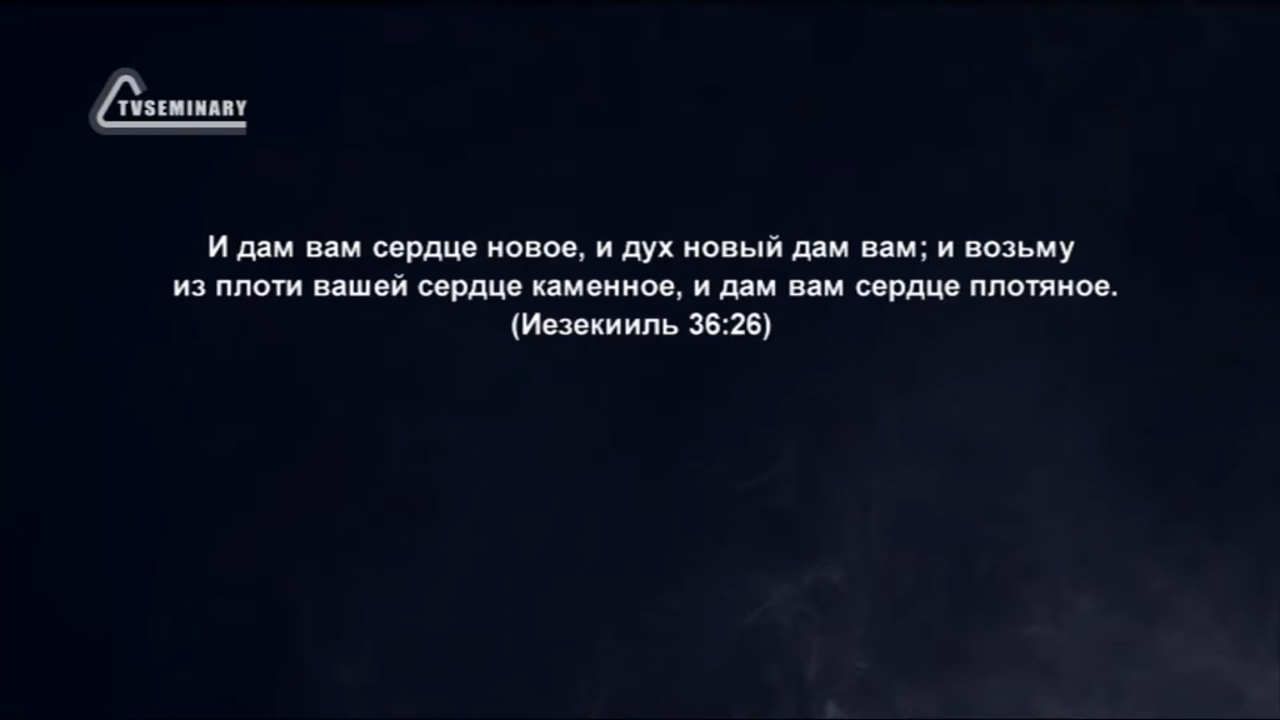 TVSEMINARY
И дам вам сердце новое, и дух новый дам вам; и возьму
из плоти вашей сердце каменное, и дам вам сердце плотяное.
(Иезекииль 36:26)